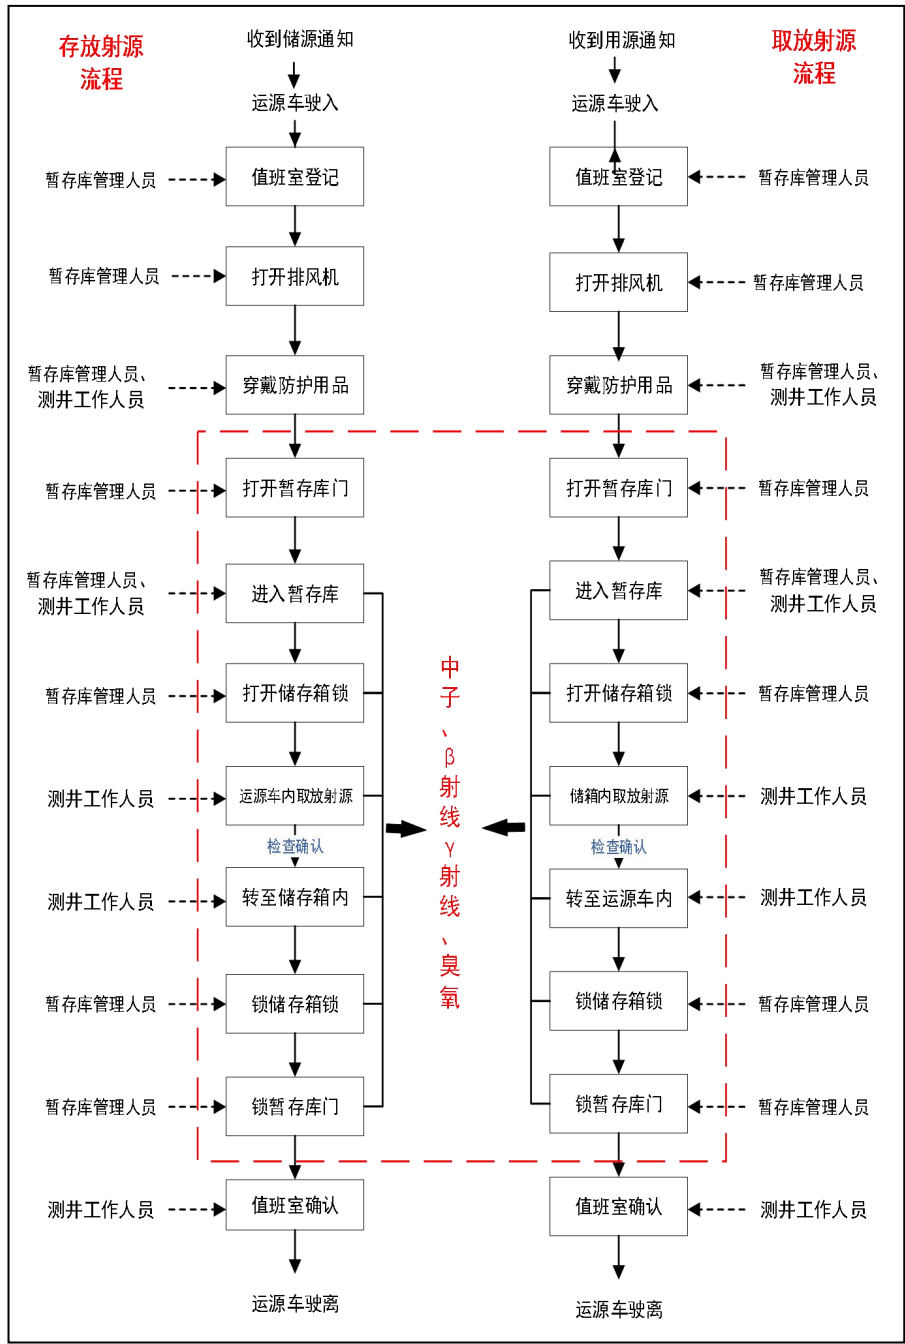 存放射源
流程
收到储源通知
运源车驶入
暂存库管理人员
值班室登记
暂存库管理人员
打开排风机
暂存库管理人员、
测井工作人员
穿戴防护用品
暂存库管理人员
打开暂存库门
暂存库管理人员、
测井工作人员
进入暂存库
暂存库管理人员
打开储存箱锁
测井工作人员
运源车内取放射源
检查确认
测井工作人员
转至储存箱内
暂存库管理人员
锁储存箱锁
暂存库管理人员
锁暂存库门
测井工作人员
值班室确认
运源车驶离
中子、β射线γ射线、臭氧
取放射源
流程
收到用源通知
运源车驶入
值班室登记
暂存库管理人员
打开排风机
暂存库管理人员
穿戴防护用品
暂存库管理人员、
测井工作人员
打开暂存库门
暂存库管理人员
进入暂存库
暂存库管理人员、
测井工作人员
打开储存箱锁
暂存库管理人员
储箱内取放射源
测井工作人员
检查确认
转至运源车内
测井工作人员
锁储存箱锁
暂存库管理人员
锁暂存库门
暂存库管理人员
值班室确认
测井工作人员
运源车驶离